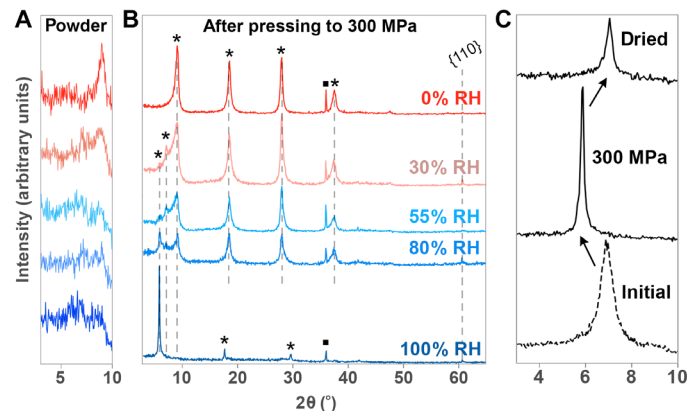 A
Powder
B
After pressing to 300 MPa
C
Intensity (arbitrary units)
* * * ■ * {110}
0% RH
* *
30% RH
55% RH
80% RH
* * ■
100% RH
Dried
300 MPa
Initial
5 10
10 20 30 40 50 60
4 6 8 10
2θ (°)